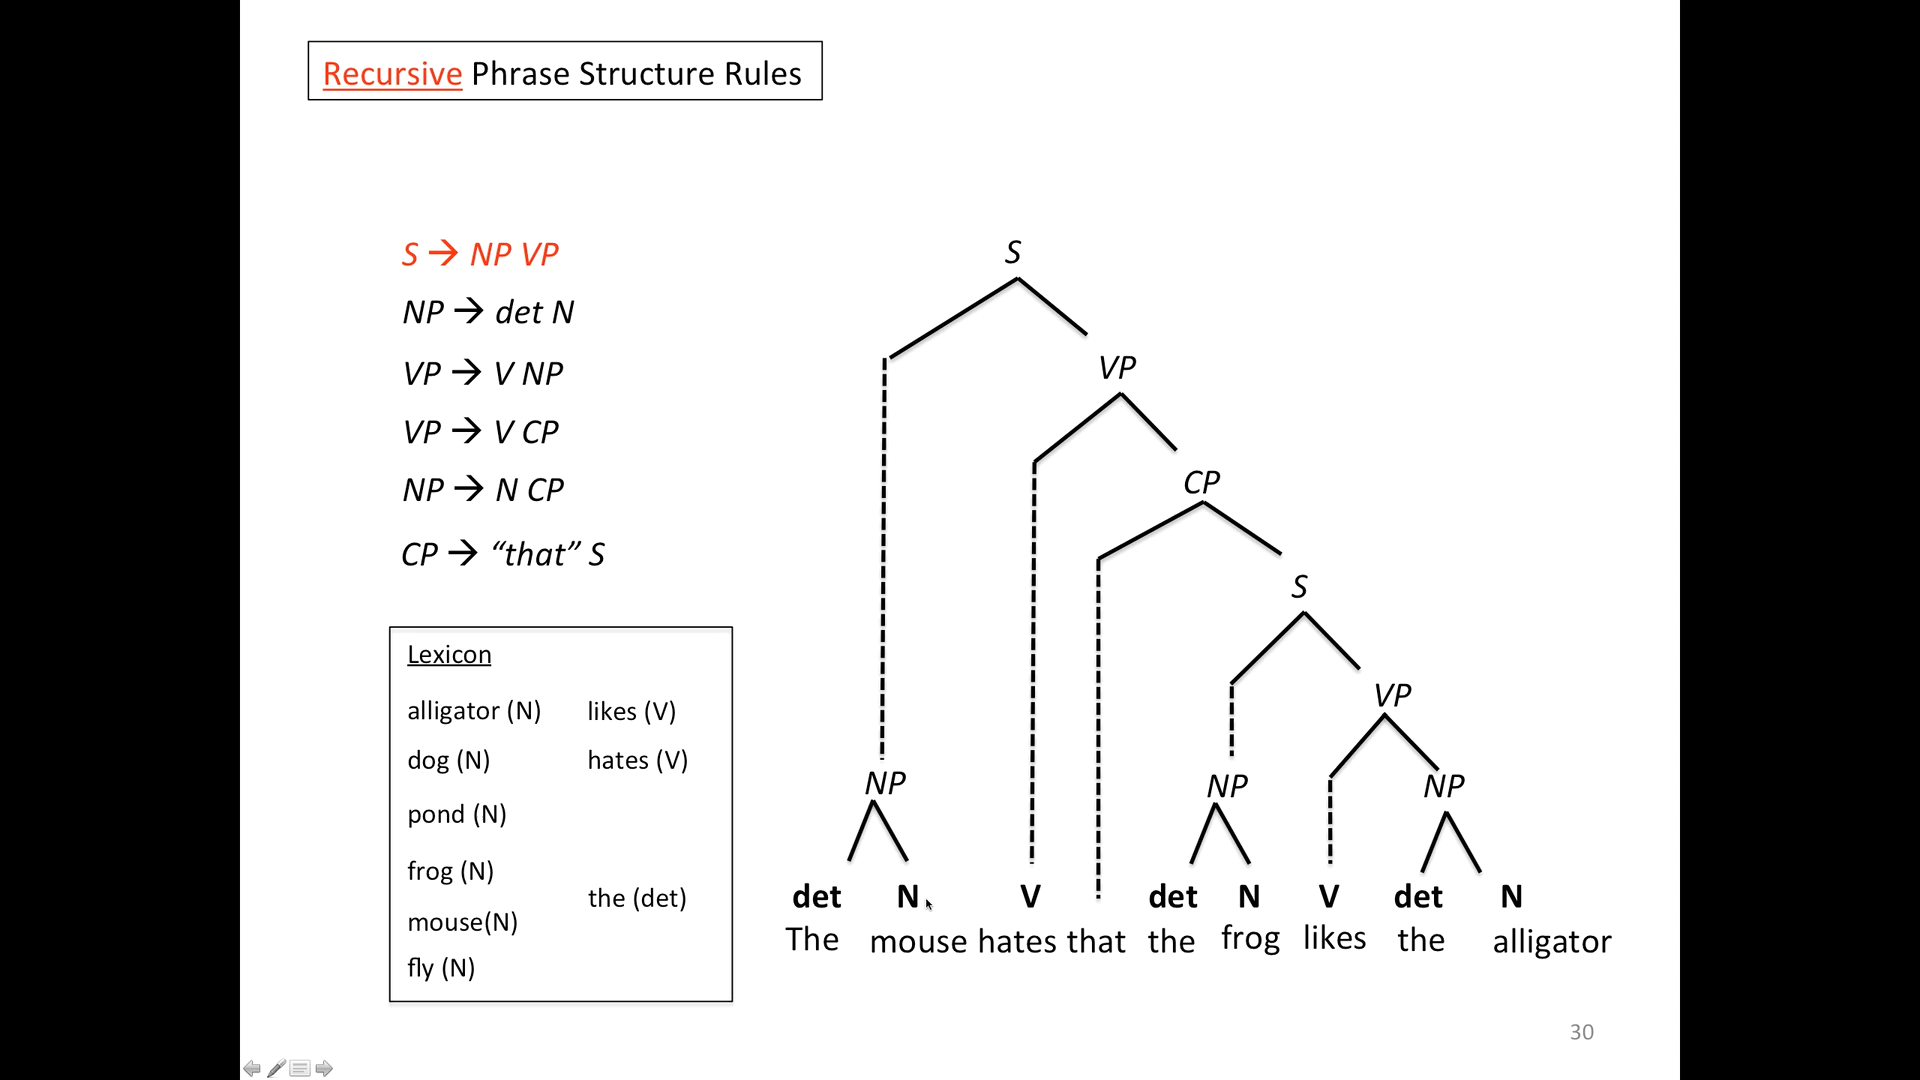 Recursive Phrase Structure Rules
S → NP VP
NP → det N
VP → V NP
VP → V CP
NP → N CP
CP → “that” S
Lexicon
alligator (N) likes (V)
dog (N) hates (V)
pond (N)
frog (N)
the (det)
mouse(N)
fly (N)
S
VP
CP
S
VP
NP NP NP
det N V det N V det N
The mouse hates that the frog likes the alligator
30